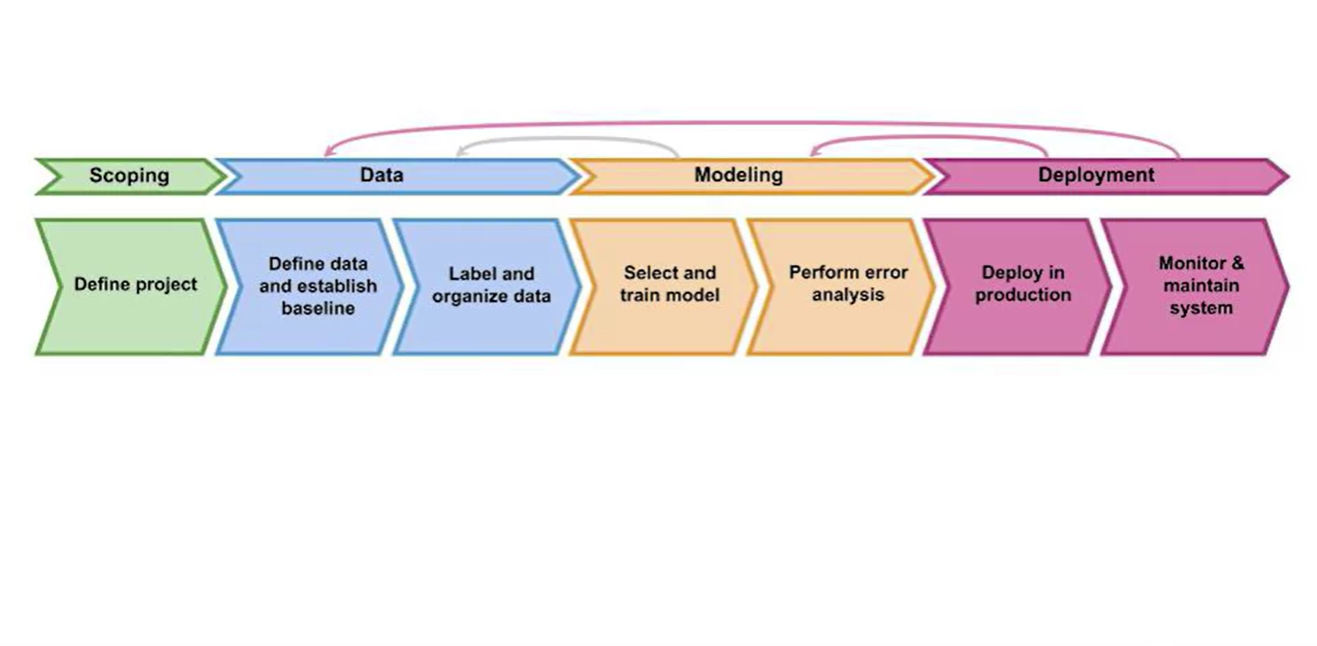 Scoping
Data
Modeling
Deployment
Define project
Define data
and establish
baseline
Label and
organize data
Select and
train model
Perform error
analysis
Deploy in
production
Monitor &
maintain
system